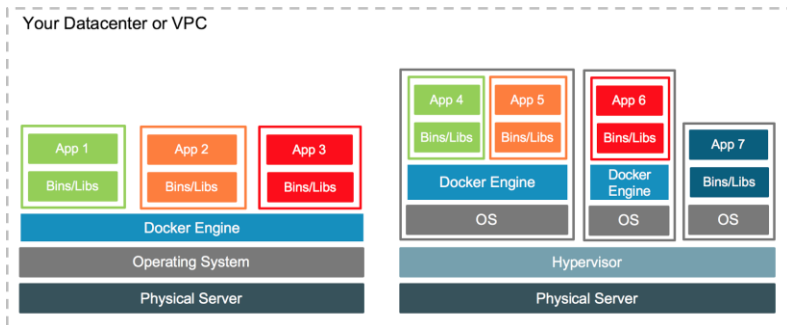 Your Datacenter or VPC
App 1
Bins/Libs
App 2
Bins/Libs
App 3
Bins/Libs
Docker Engine
Operating System
Physical Server
App 4
Bins/Libs
App 5
Bins/Libs
Docker Engine
OS
App 6
Bins/Libs
Docker
Engine
OS
App 7
Bins/Libs
OS
Hypervisor
Physical Server